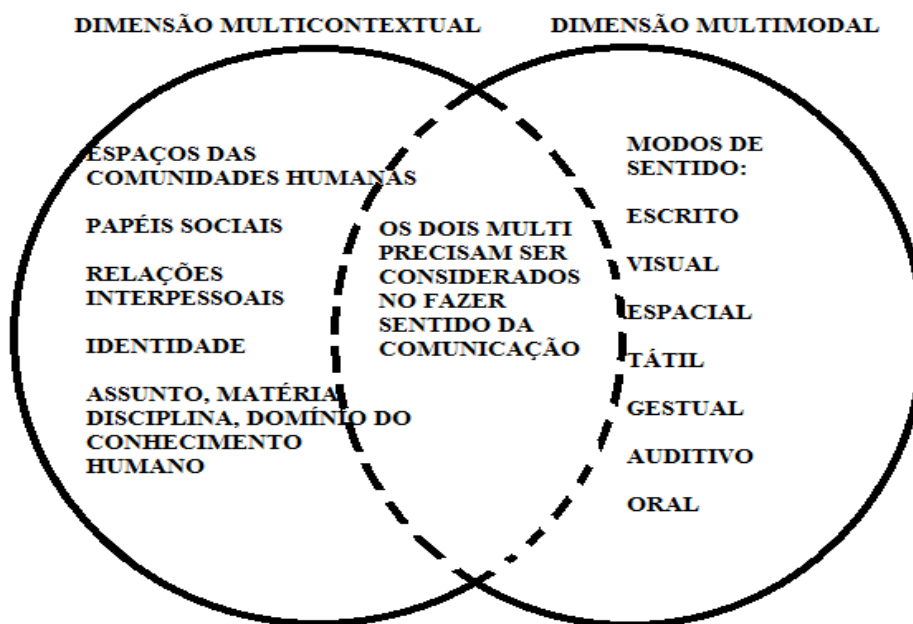 DIMENSÃO MULTICONTEXTUAL
DIMENSÃO MULTIMODAL
ESPAÇOS DAS
COMUNIDADES HUMANAS
PAPÉIS SOCIAIS
RELAÇÕES
INTERPESSOAIS
IDENTIDADE
ASSUNTO, MATÉRIA
DISCIPLINA, DOMÍNIO DO
CONHECIMENTO
HUMANO
OS DOIS MULTI
PRECISAM SER
CONSIDERADOS
NO FAZER
SENTIDO DA
COMUNICAÇÃO
MODOS DE
SENTIDO:
ESCRITO
VISUAL
ESPACIAL
TÁTIL
GESTUAL
AUDITIVO
ORAL